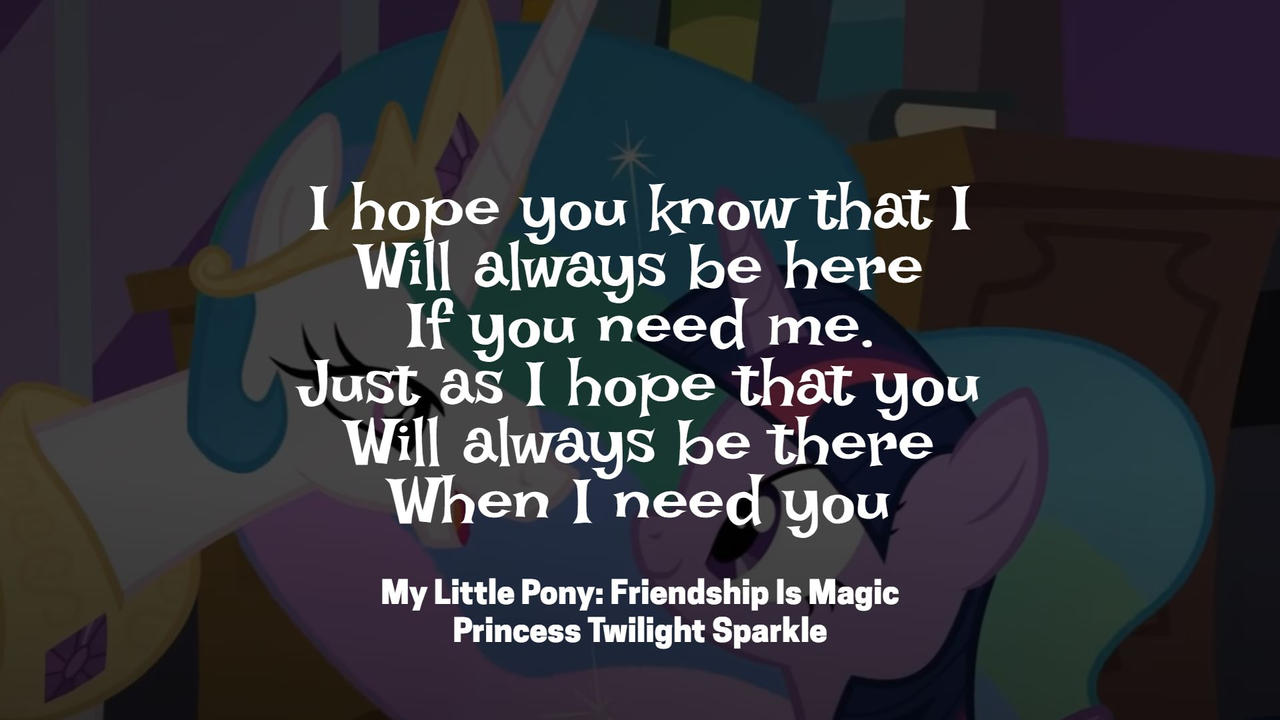 I hope you know that I
Will always be here
If you need me.
Just as I hope that you
Will always be there
When I need you
My Little Pony: Friendship Is Magic
Princess Twilight Sparkle